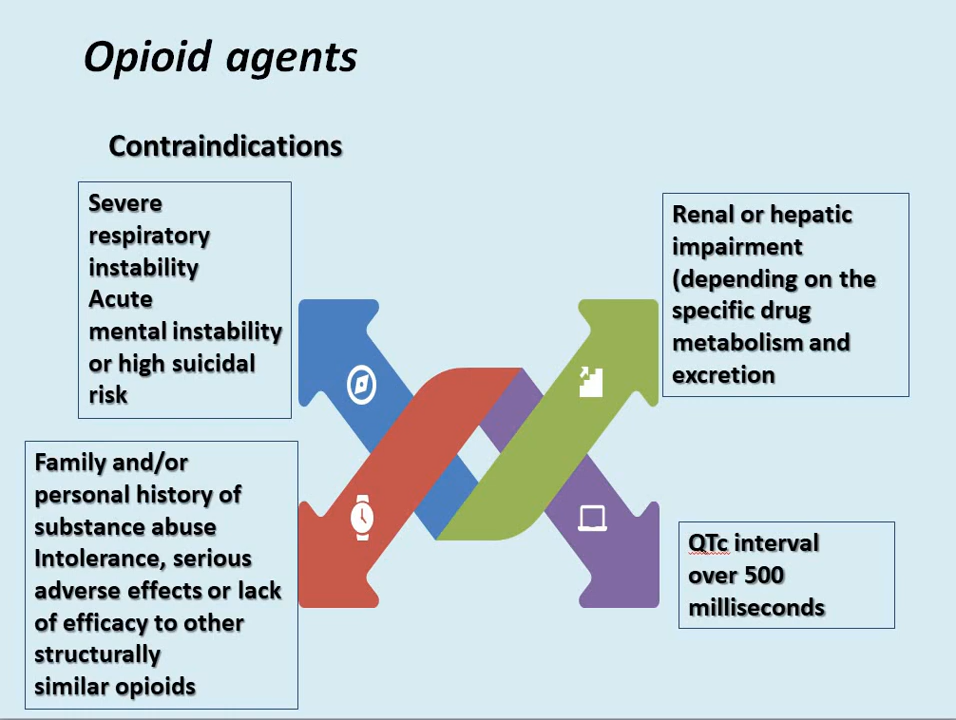 Opioid agents
Contraindications
Severe
respiratory
instability
Acute
mental instability
or high suicidal
risk
Renal or hepatic
impairment
(depending on the
specific drug
metabolism and
excretion
Family and/or
personal history of
substance abuse
Intolerance, serious
adverse effects or lack
of efficacy to other
structurally
similar opioids
QTc interval
over 500
milliseconds